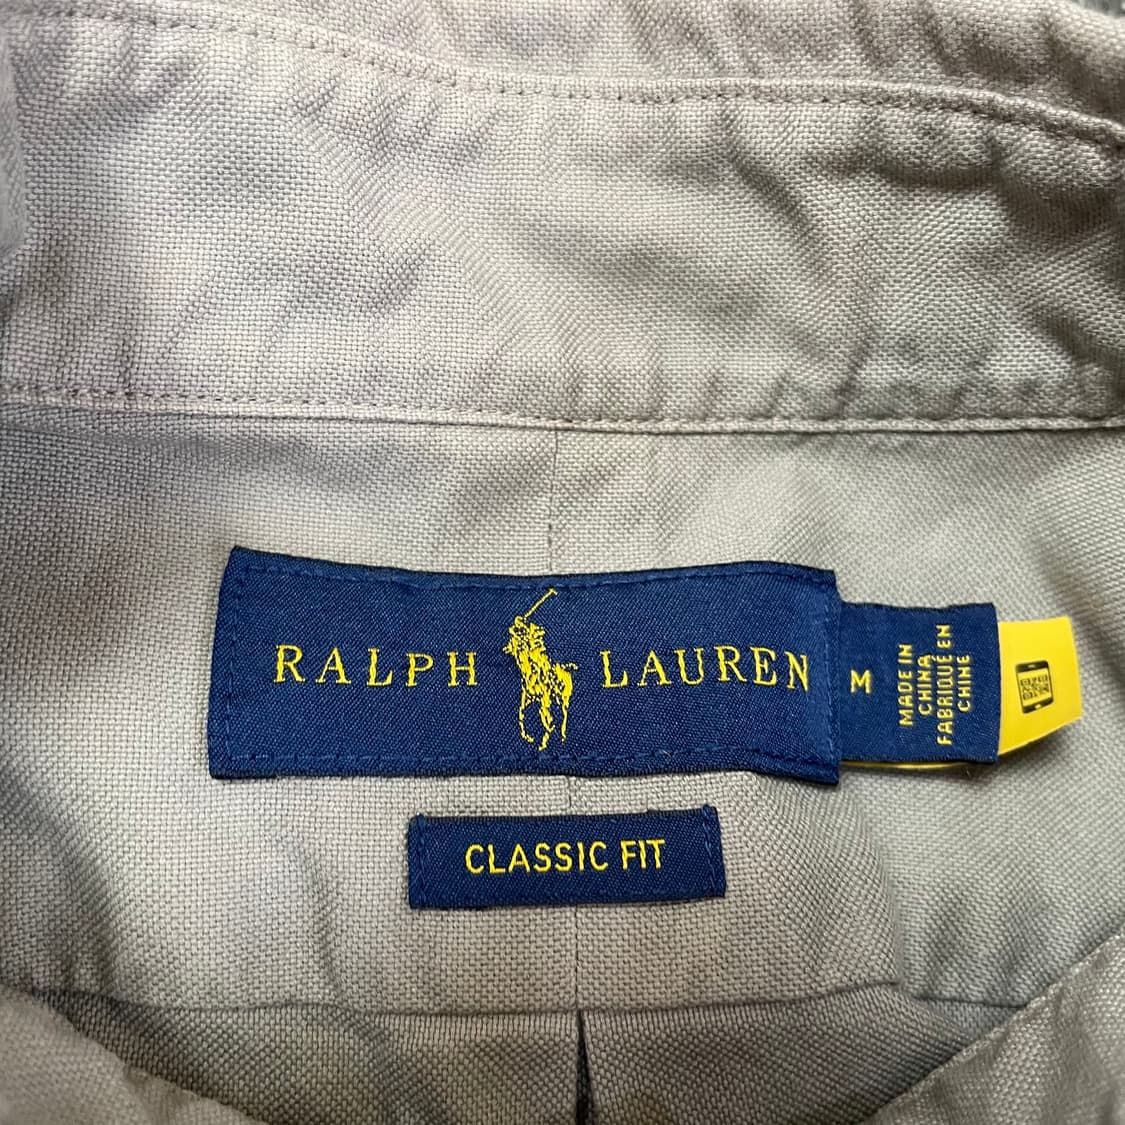 RALPH LAUREN
M
MADE IN
CHINA
FABRIQUÉ EN
CHINE
CLASSIC FIT